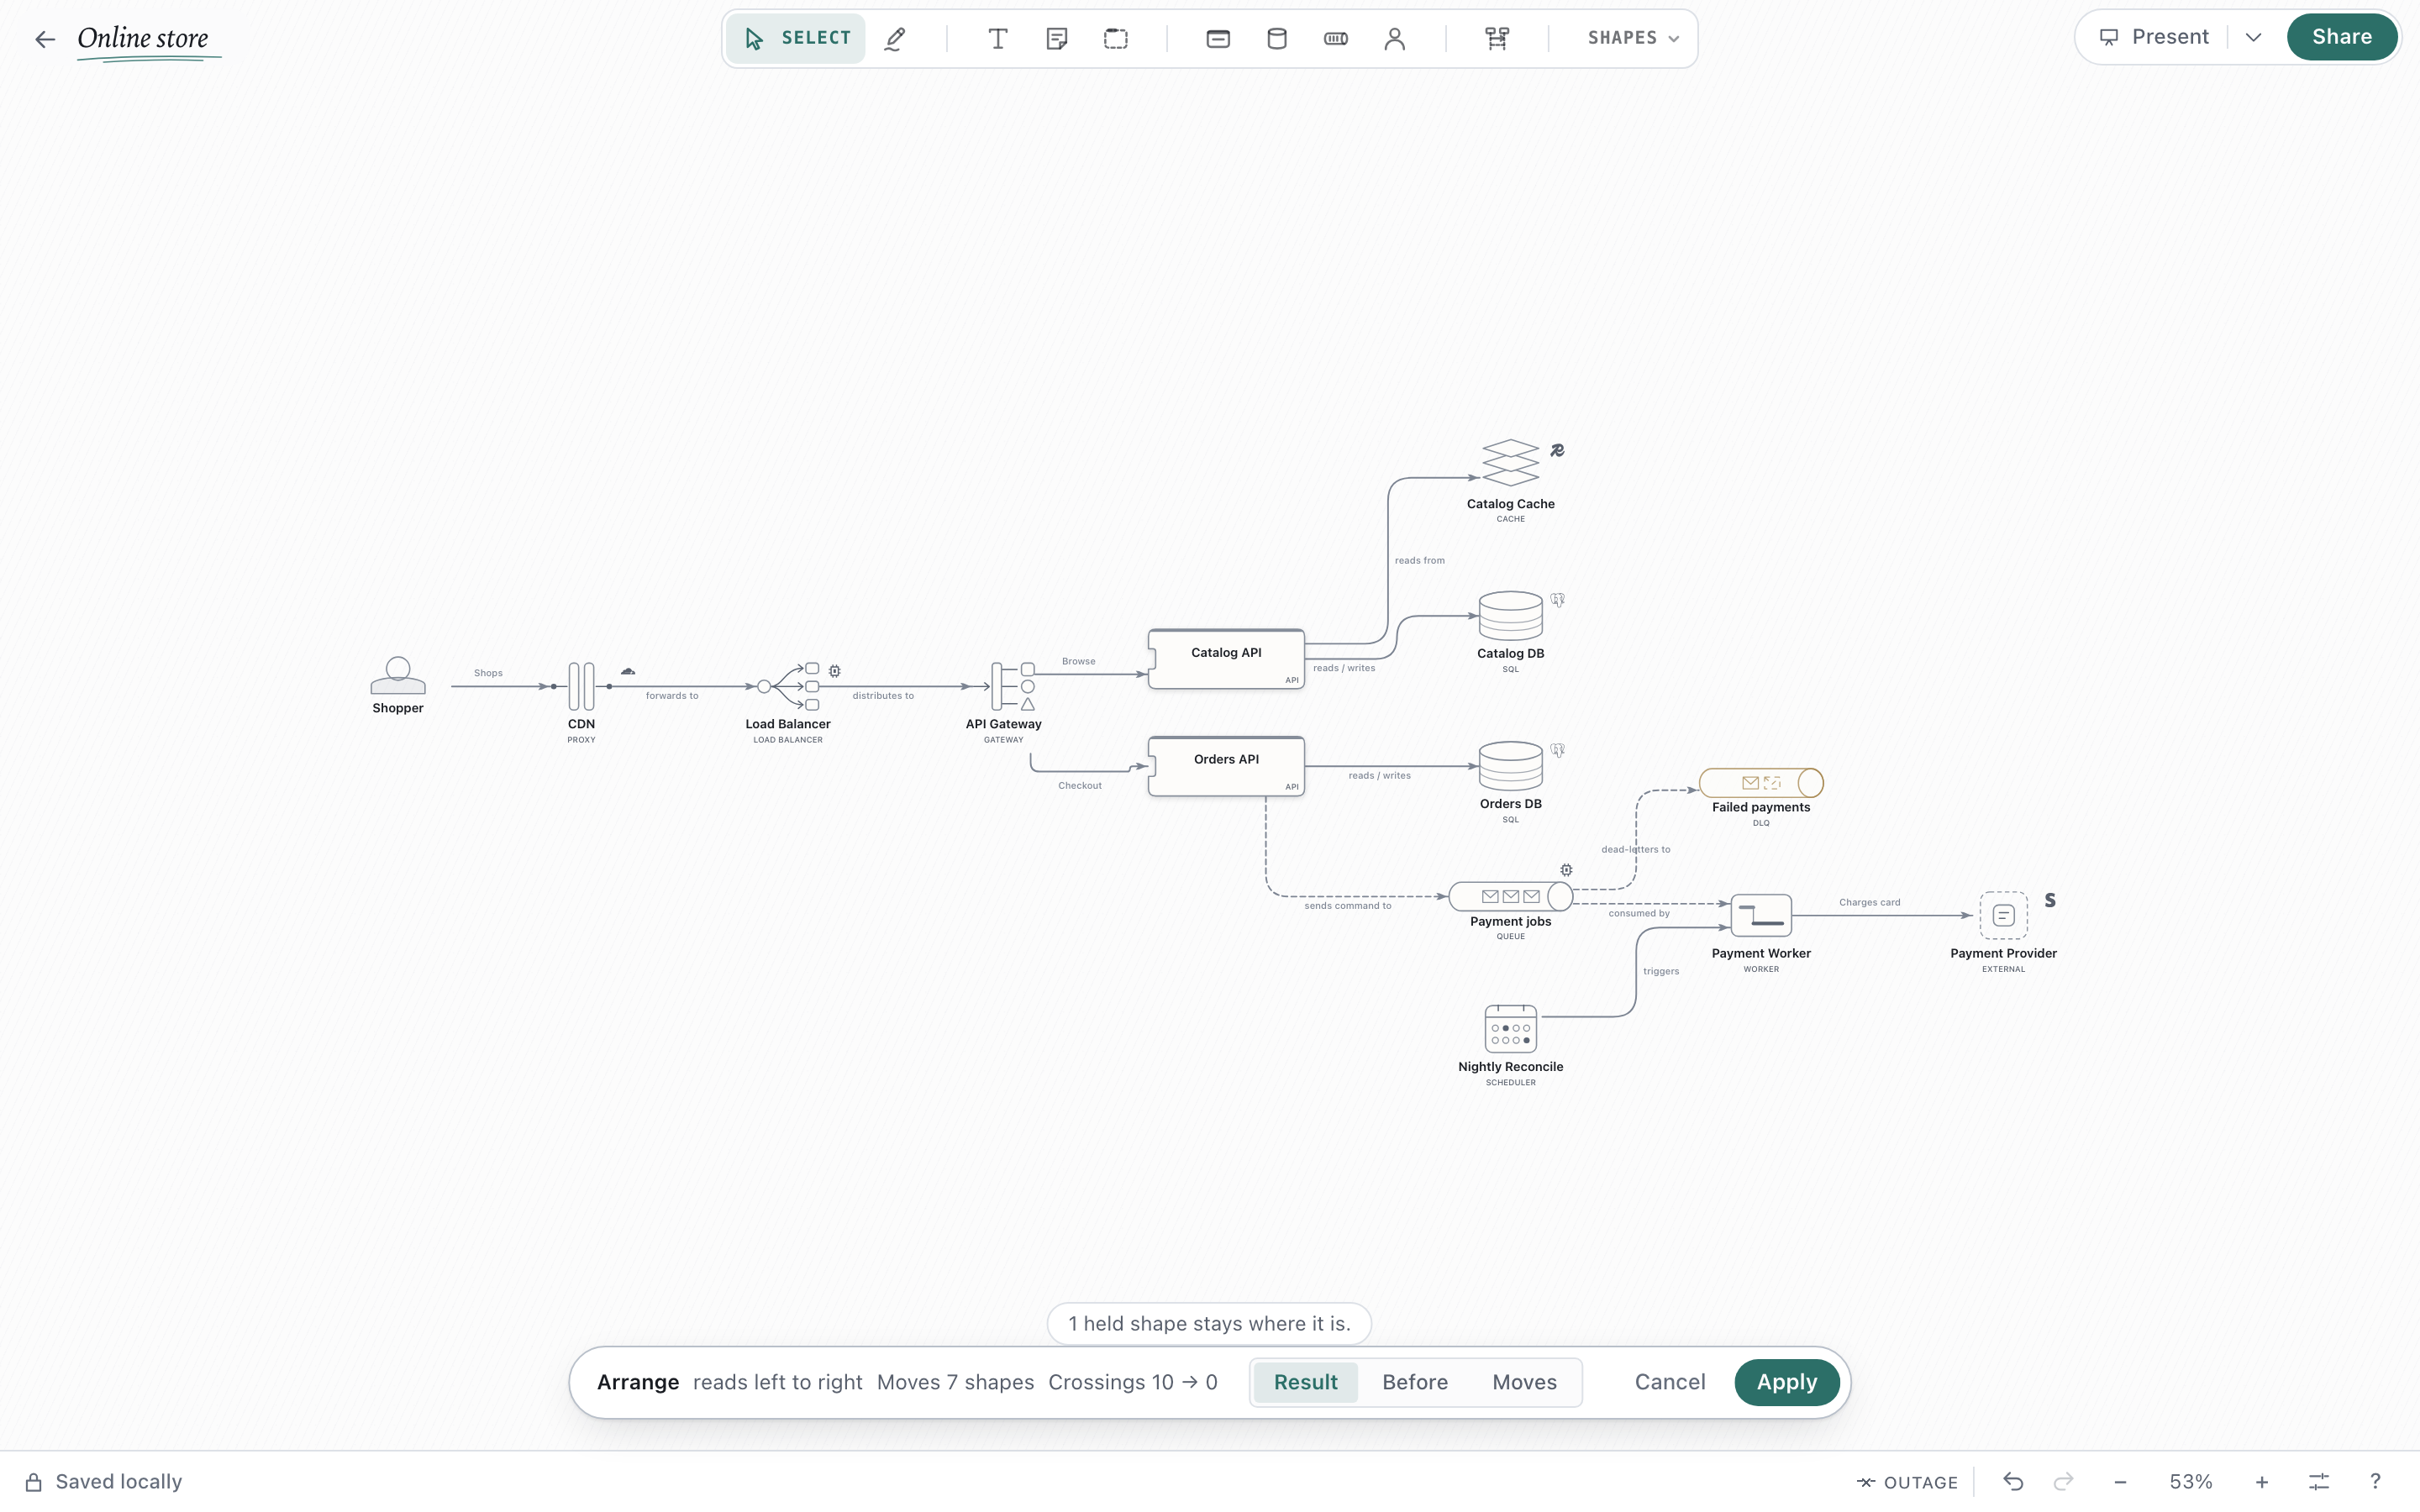 Online store
SELECT
SHAPES
Present
Share
Catalog Cache
CACHE
reads from
Catalog DB
SQL
Catalog API
API
reads / writes
Shops
Browse
forwards to
distributes to
Shopper
CDN
PROXY
Load Balancer
LOAD BALANCER
API Gateway
GATEWAY
Checkout
Orders API
API
reads / writes
Orders DB
SQL
Failed payments
DLQ
dead-letters to
sends command to
Payment jobs
QUEUE
consumed by
Charges card
S
Payment Worker
WORKER
Payment Provider
EXTERNAL
triggers
Nightly Reconcile
SCHEDULER
1 held shape stays where it is.
Arrange reads left to right Moves 7 shapes Crossings 10 → 0
Result Before Moves
Cancel Apply
Saved locally
OUTAGE
− 53% + ?